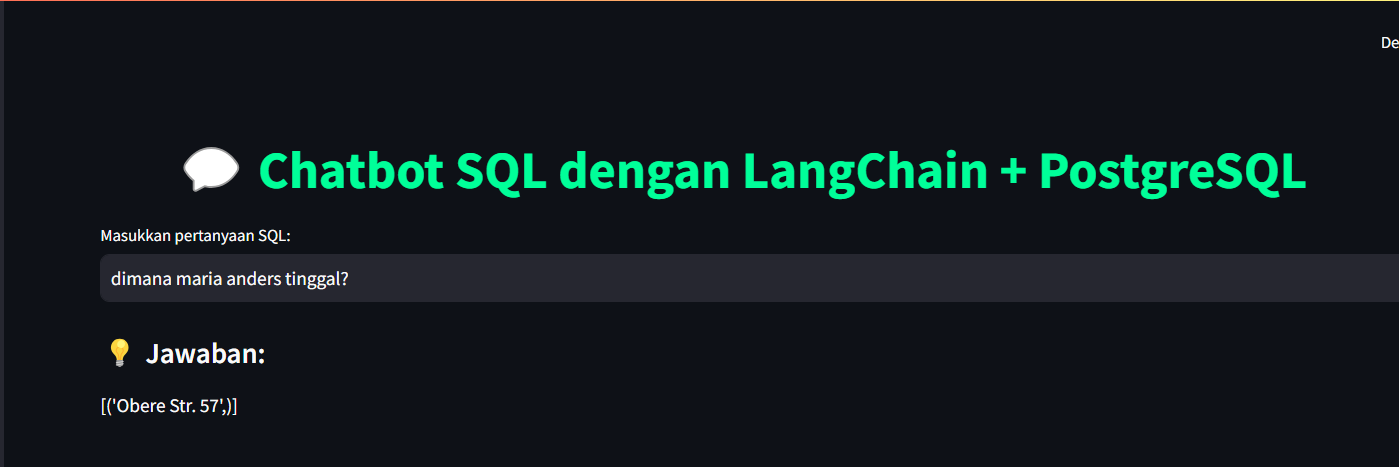 De
Chatbot SQL dengan LangChain + PostgreSQL
Masukkan pertanyaan SQL:
dimana maria anders tinggal?
Jawaban:
[('Obere Str. 57',)]